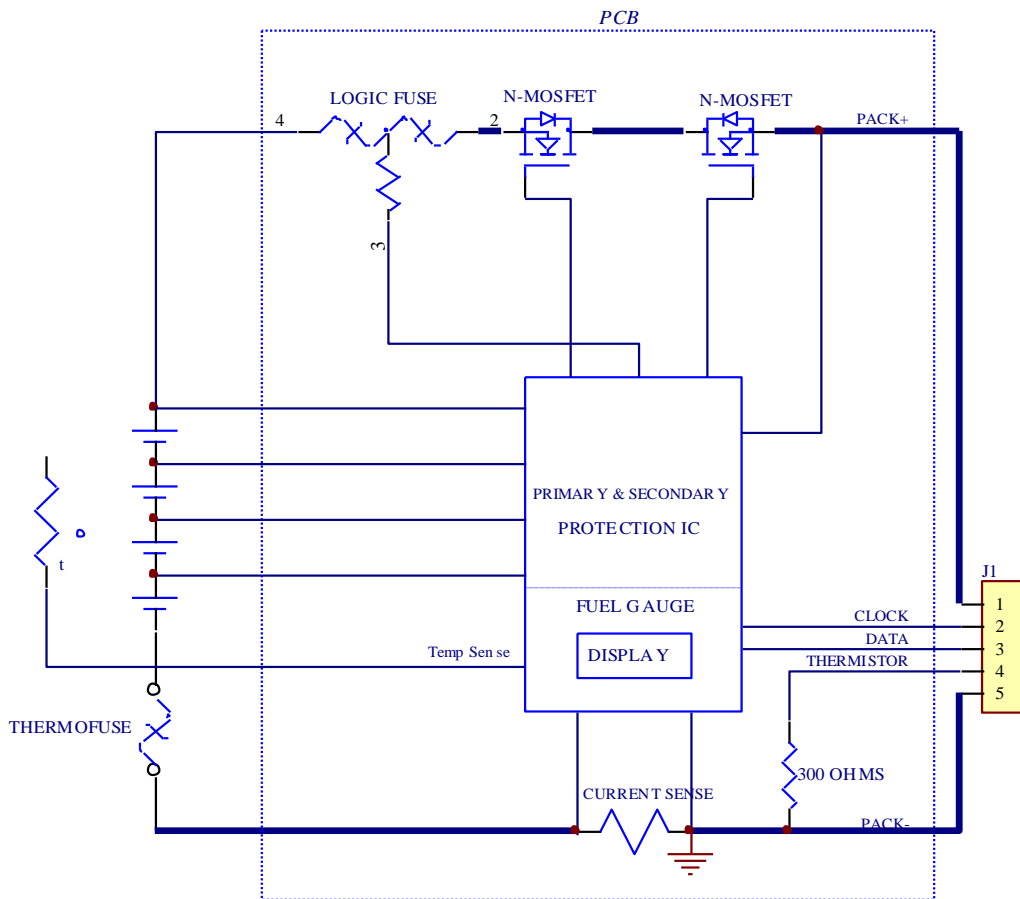 PCB
LOGIC FUSE
N-MOSFET
N-MOSFET
4
2
PACK+
3
PRIMARY & SECONDARY
PROTECTION IC
t
J1
FUEL GAUGE
1
CLOCK
2
Temp Sense
DISPLAY
DATA
3
THERMISTOR
4
5
THERMOFUSE
300 OHMS
CURRENT SENSE
PACK-